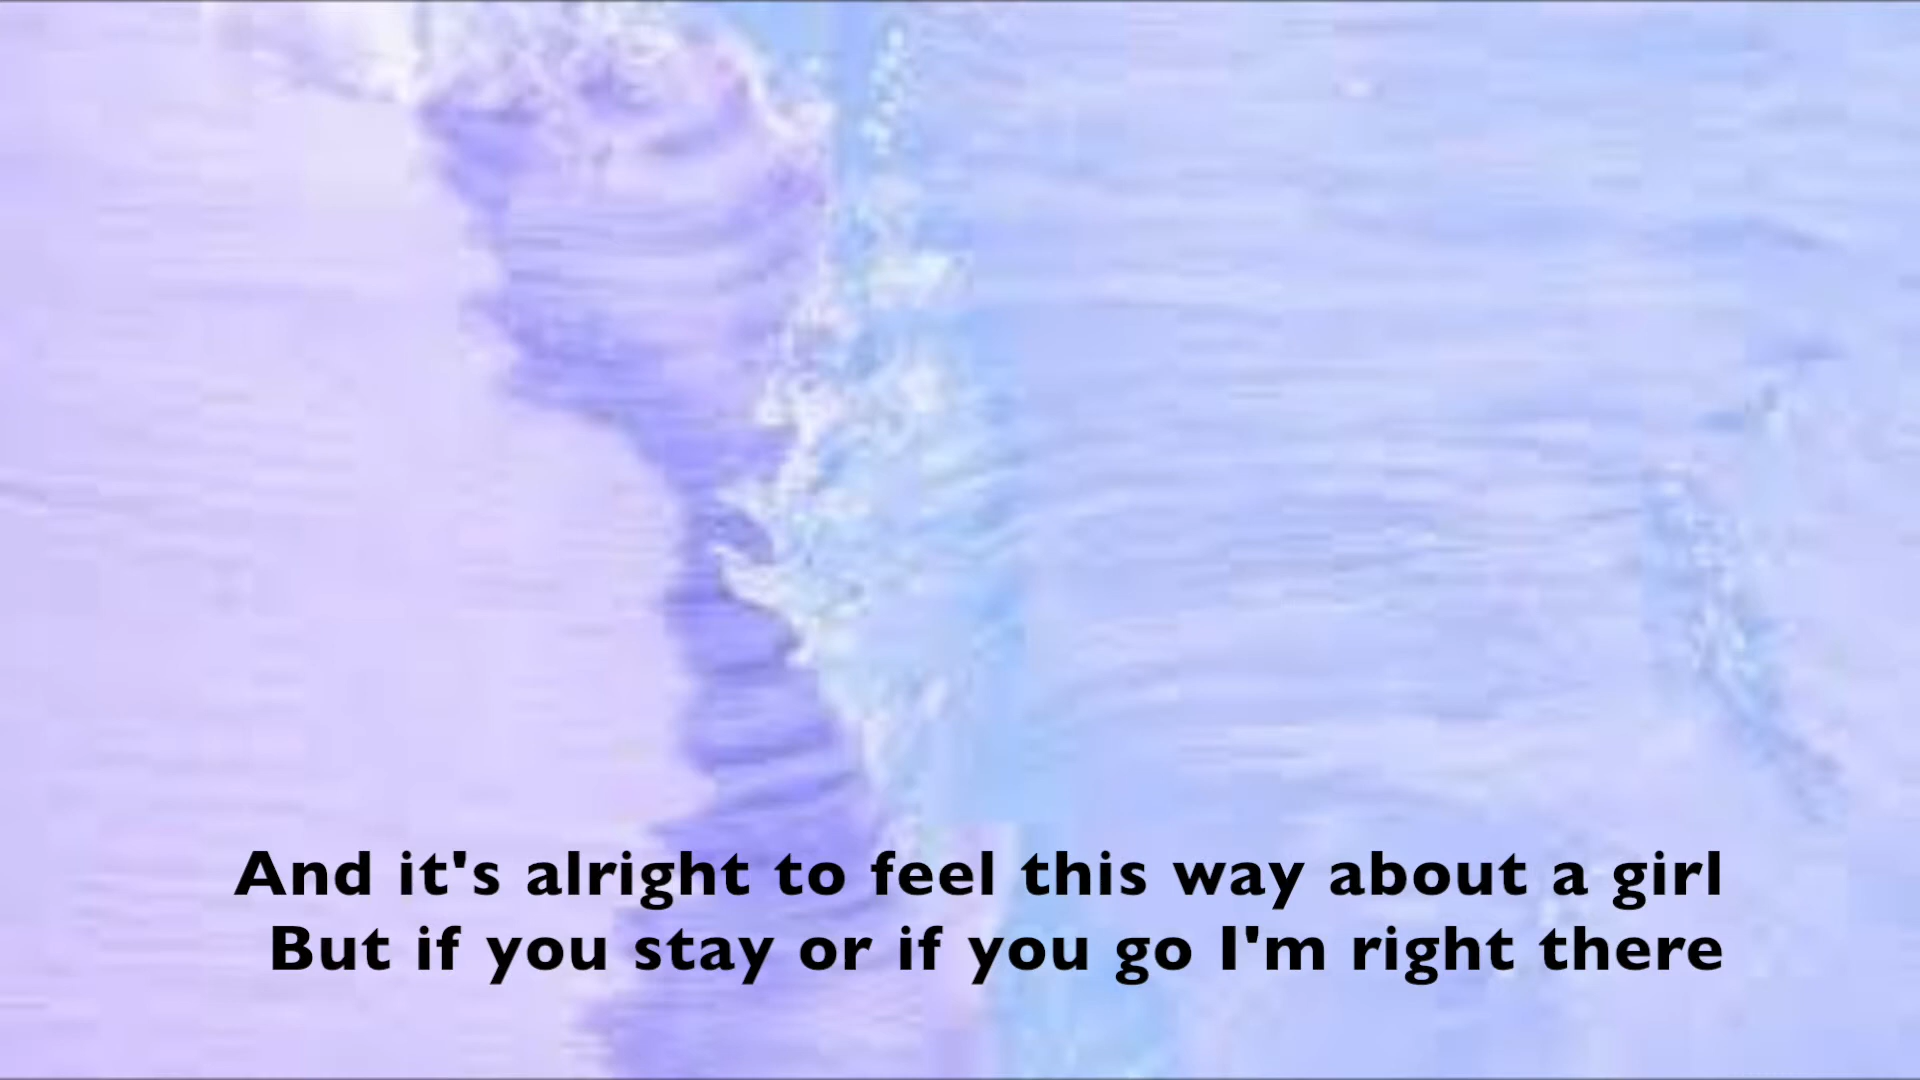 And it's alright to feel this way about a girl
But if you stay or if you go I'm right there